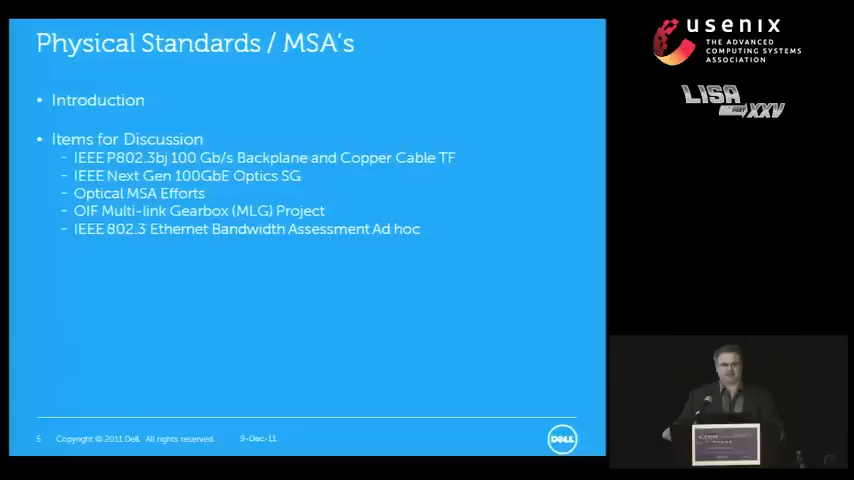 Physical Standards / MSA's
• Introduction
• Items for Discussion
- IEEE P802.3bj 100 Gb/s Backplane and Copper Cable TF
- IEEE Next Gen 100GbE Optics SG
- Optical MSA Efforts
- OIF Multi-link Gearbox (MLG) Project
- IEEE 802.3 Ethernet Bandwidth Assessment Ad hoc
5 Copyright © 2011 Dell. All rights reserved. 9-Dec-11
DELL
usenix
THE ADVANCED
COMPUTING SYSTEMS
ASSOCIATION
LISA
XXV